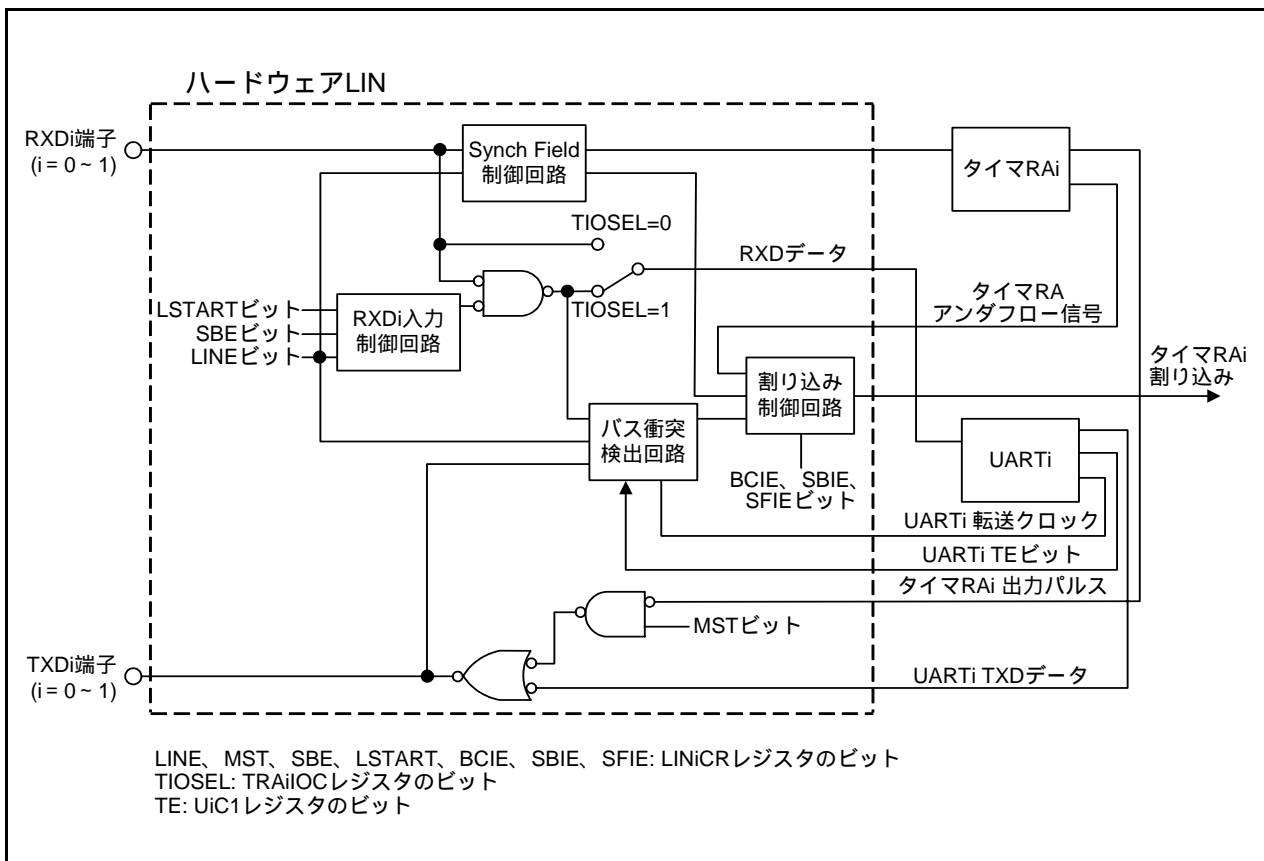 ハードウェアLIN
RXDi端子
(i = 0 ~ 1)
Synch Field
制御回路
タイマRAi
TIOSEL=0
RXDデータ
TIOSEL=1
LSTARTビット
SBEビット
LINEビット
RXDi入力
制御回路
タイマRA
アンダフロー信号
割り込み
制御回路
タイマRAi
割り込み
バス衝突
検出回路
BCIE、SBIE、
SFIEビット
UARTi
UARTi 転送クロック
UARTi TEビット
タイマRAi 出力パルス
MSTビット
TXDi端子
(i = 0 ~ 1)
UARTi TXDデータ
LINE、MST、SBE、LSTART、BCIE、SBIE、SFIE: LINiCRレジスタのビット
TIOSEL: TRAiIOCレジスタのビット
TE: UiC1レジスタのビット